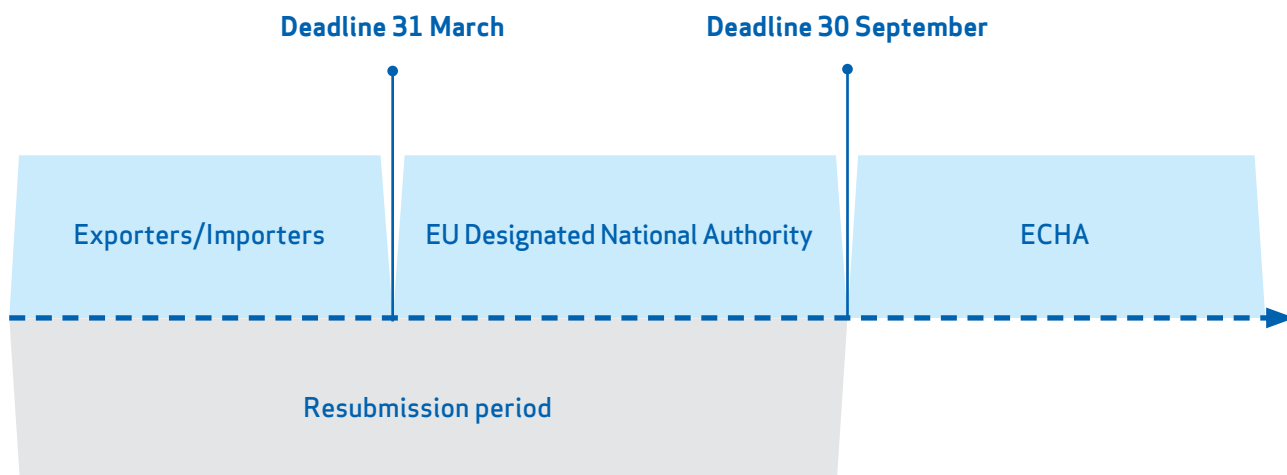 Deadline 31 March
Deadline 30 September
Exporters/Importers
EU Designated National Authority
ECHA
Resubmission period